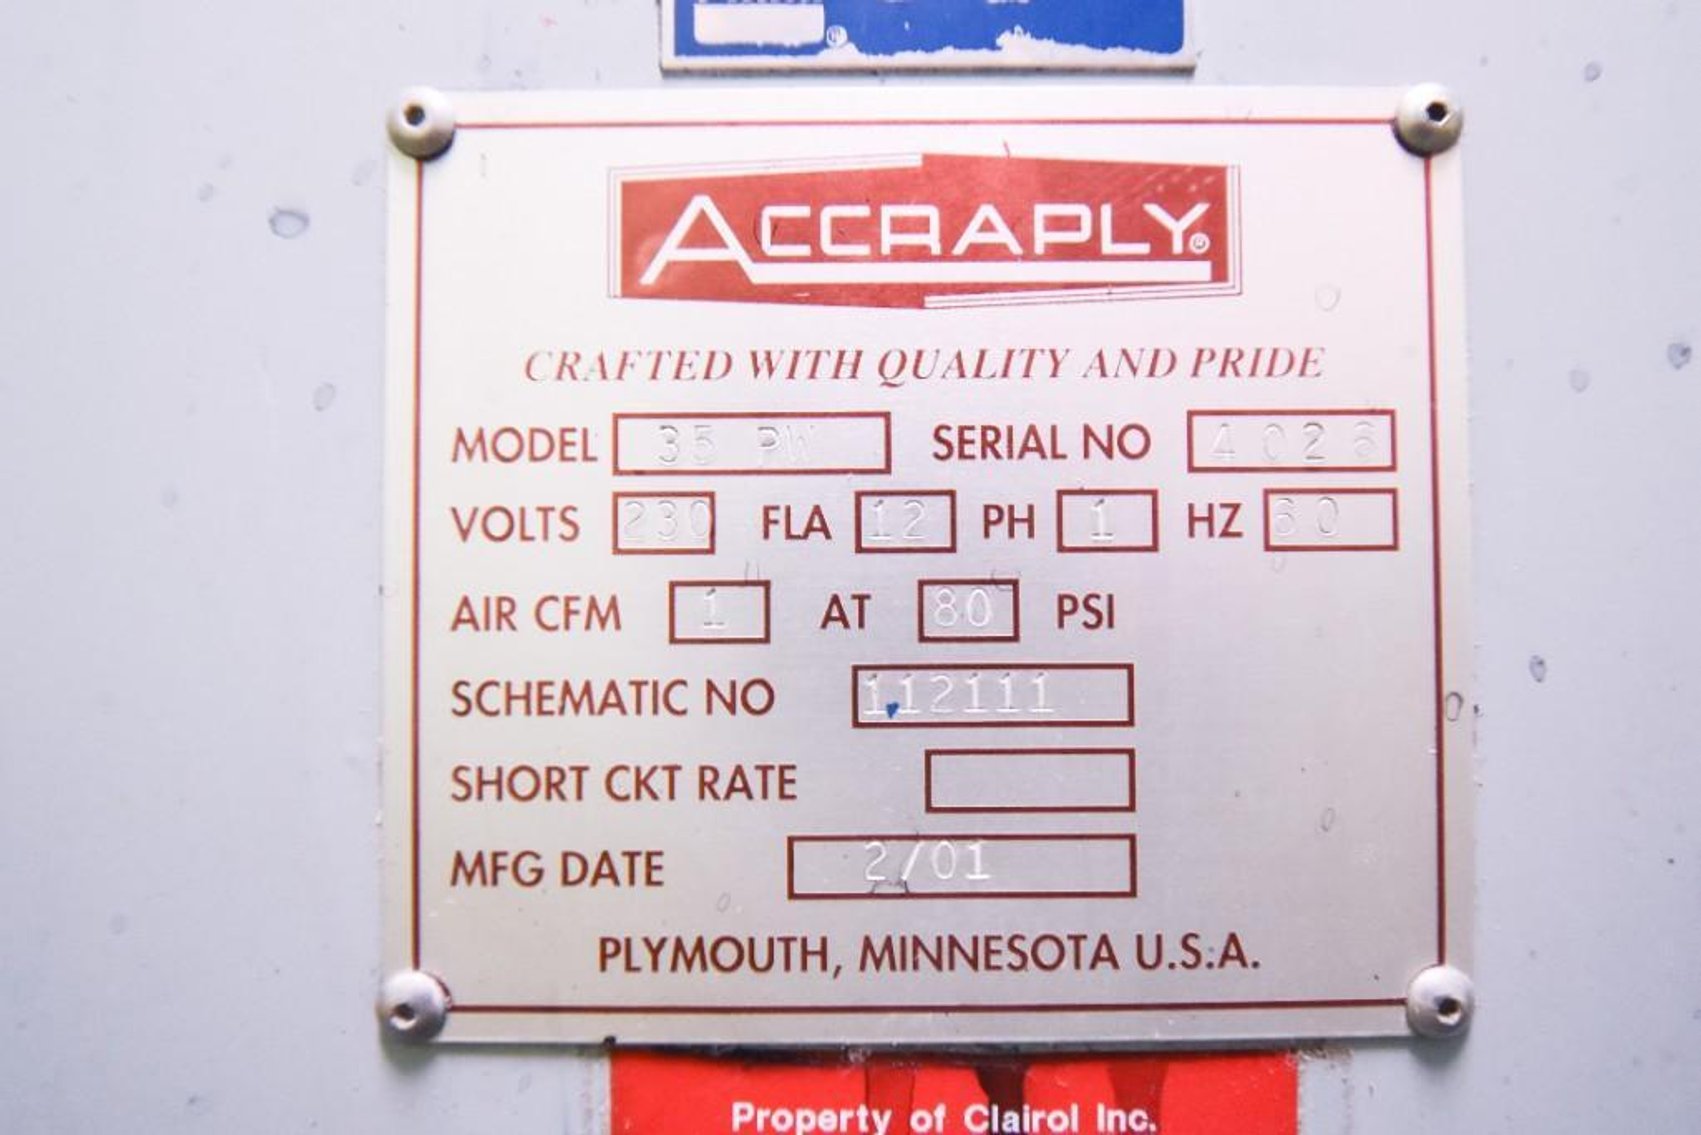 ®
ACCRAPLY®
CRAFTED WITH QUALITY AND PRIDE
MODEL 35 PW SERIAL NO 4026
VOLTS 230 FLA 12 PH 1 HZ 60
AIR CFM 1 AT 80 PSI
SCHEMATIC NO 112111
SHORT CKT RATE
MFG DATE 2/01
PLYMOUTH, MINNESOTA U.S.A.
Property of Clairol Inc.